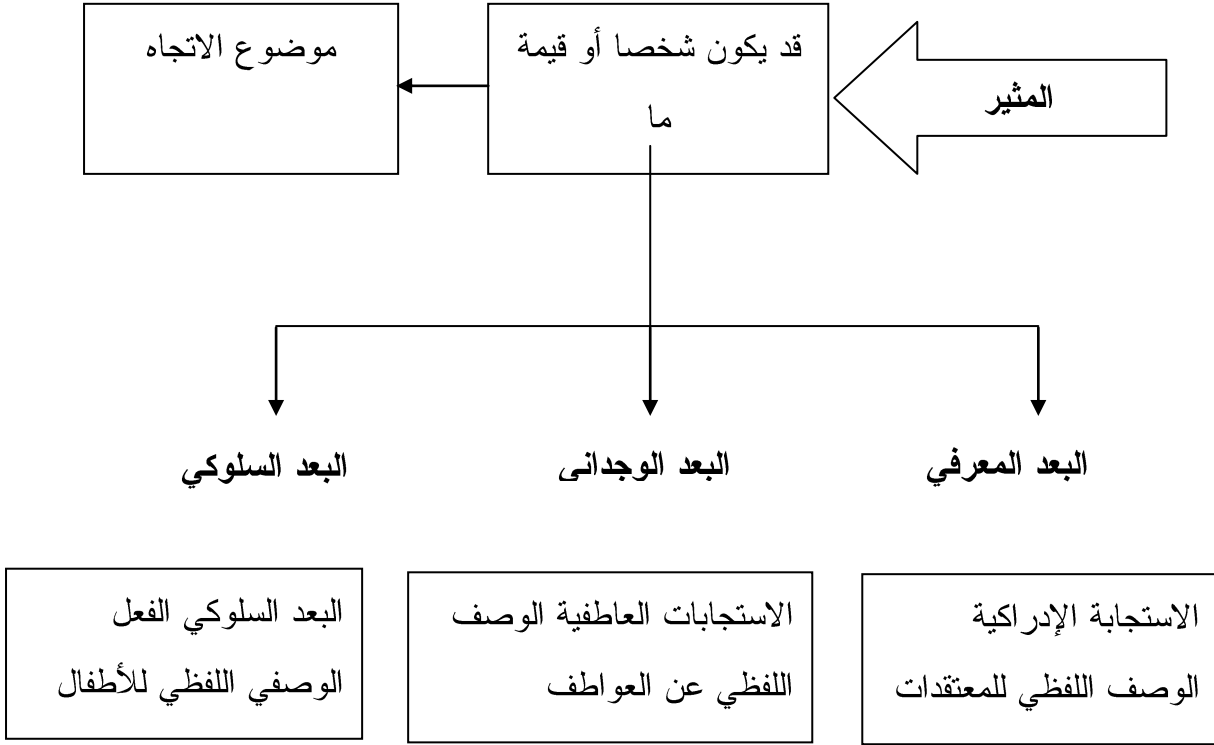 المثير
قد يكون شخصا أو قيمة
ما
موضوع الاتجاه
البعد المعرفي
البعد الوجداني
البعد السلوكي
الاستجابة الإدراكية
الوصف اللفظي للمعتقدات
الاستجابات العاطفية الوصف
اللفظي عن العواطف
البعد السلوكي الفعل
الوصفي اللفظي للأطفال